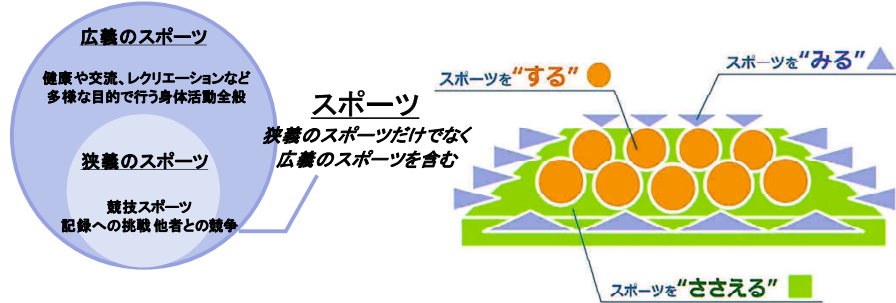 広義のスポーツ
健康や交流、レクリエーションなど
多様な目的で行う身体活動全般
狭義のスポーツ
競技スポーツ
記録への挑戦 他者との競争
スポーツ
狭義のスポーツだけでなく
広義のスポーツを含む
スポーツを“する”
スポーツを“みる”
スポーツを“ささえる”